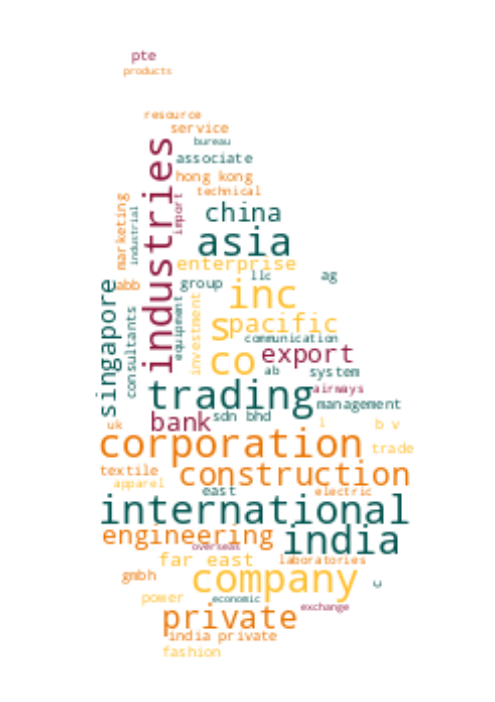 pte
products
resource
service
bureau
associate
hong kong
technical
industries
import
marketing
industrial
china
asia
enterprise
llc
ag
abb
group
inc
singapore
consultants
equipment
investment
s
pacific
communication
co
export
ab
system
trading
airways
management
bank
sdn bhd
l
b v
uk
corporation
trade
textile
construction
apparel
east
electric
international
engineering
india
overseas
far east
laboratories
gmbh
company
c
power
economic
exchange
private
india private
fashion